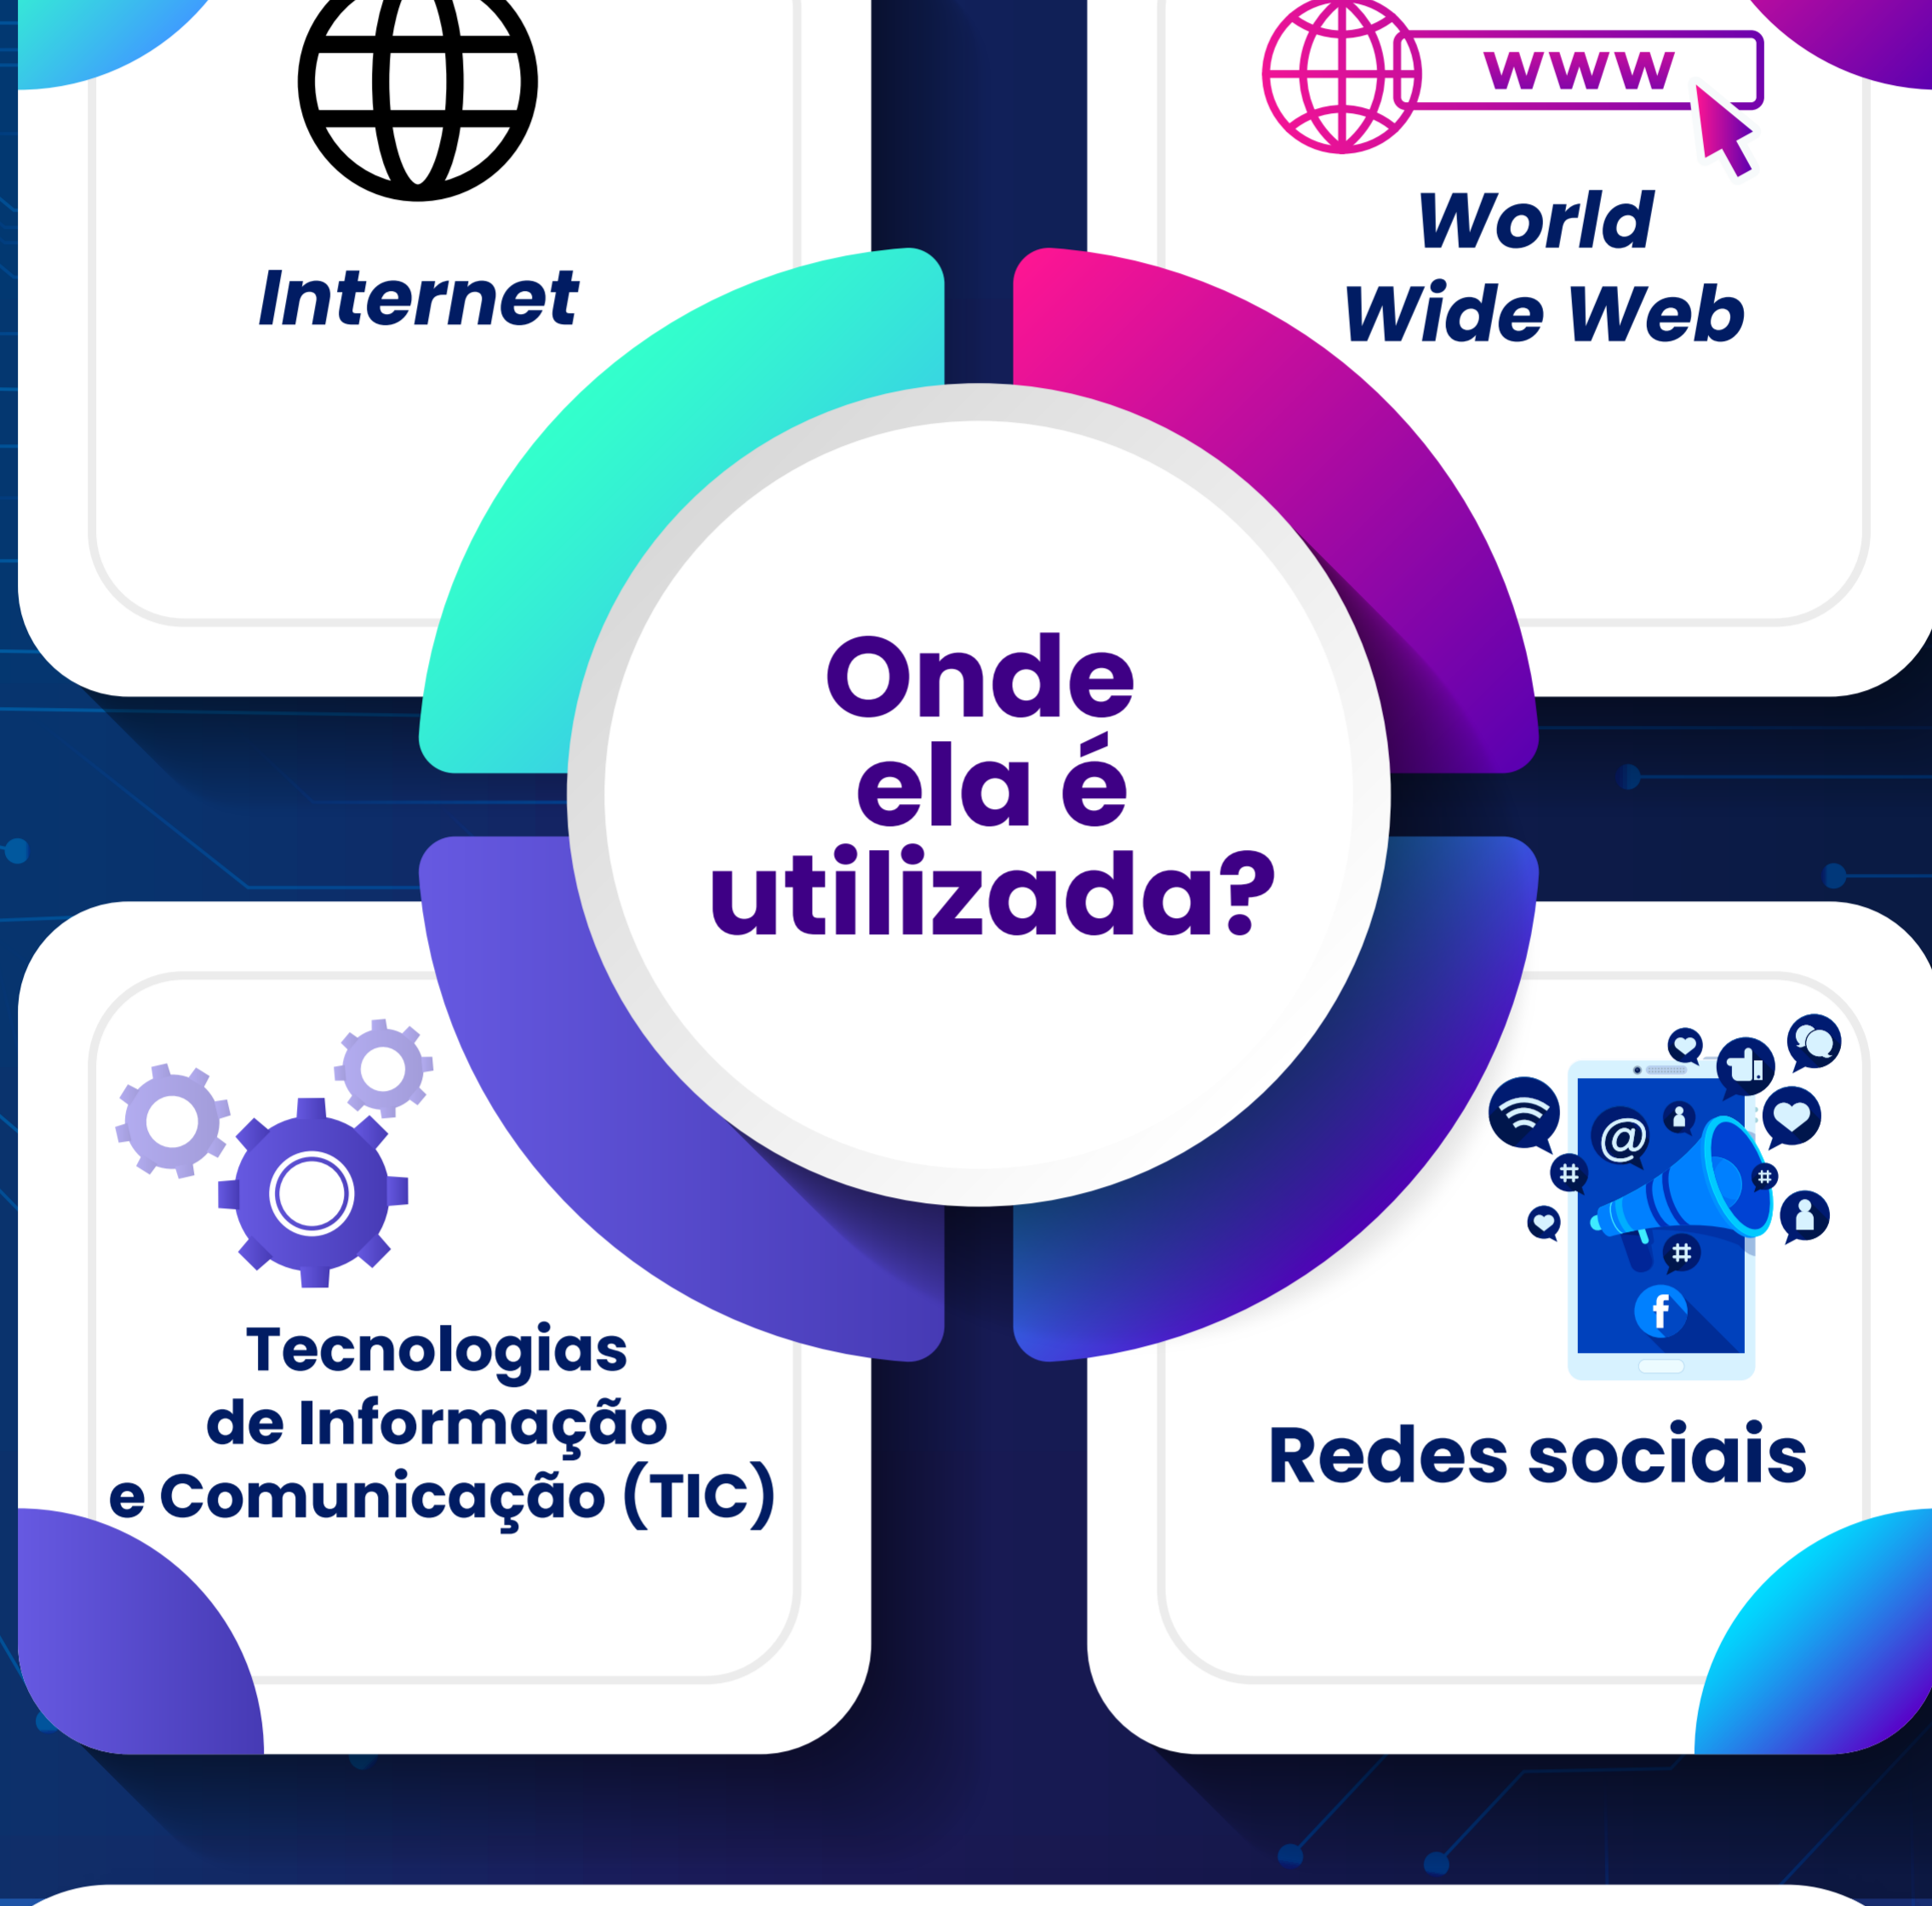 www
World
Wide Web
Internet
Onde
ela é
utilizada?
Tecnologias
de Informação
e Comunicação (TIC)
@
#
#
#
f
Redes sociais